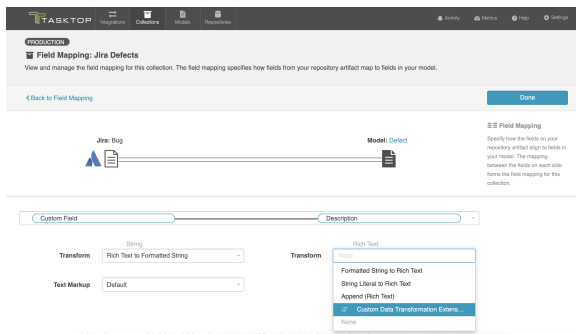 TASKTOP
Integrations
Collections
Models
Repositories
Activity
Metrics
Help
Settings
PRODUCTION
Field Mapping: Jira Defects
View and manage the field mapping for this collection. The field mapping specifies how fields from your repository artifact map to fields in your model.
Back to Field Mapping
Done
Jira: Bug
Model: Defect
Field Mapping
Specify how the fields on your
repository artifact align to fields in
your model. The mapping
between the fields on each side
forms the field mapping for this
collection.
Custom Field
Description
String
Rich Text
Transform
Rich Text to Formatted String
Transform
None
Text Markup
Default
Formatted String to Rich Text
String Literal to Rich Text
Append (Rich Text)
Custom Data Transformation Extens...
None